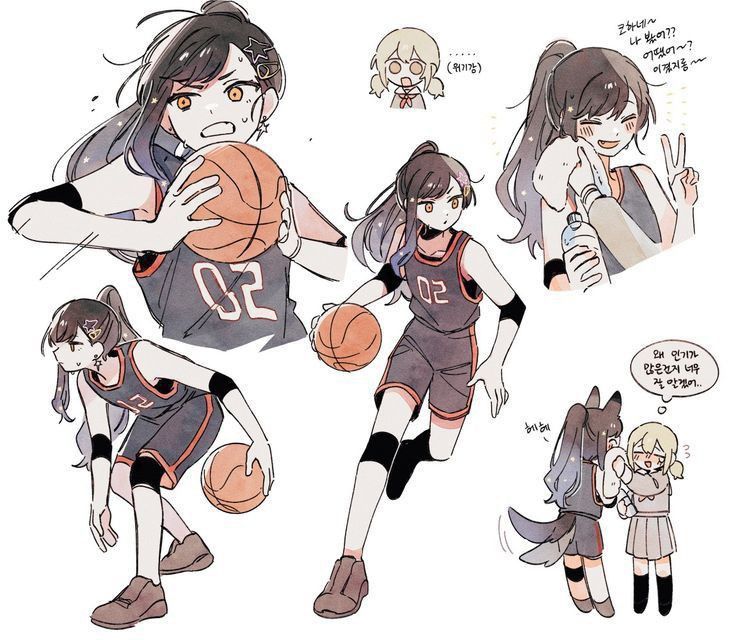 코하네~
나 봤어??
어땠어~?
이겼지롱~
.....
(위기감)
02
02
2
왜 인기가
많은건지 너무
잘 알겠어..
헤헤